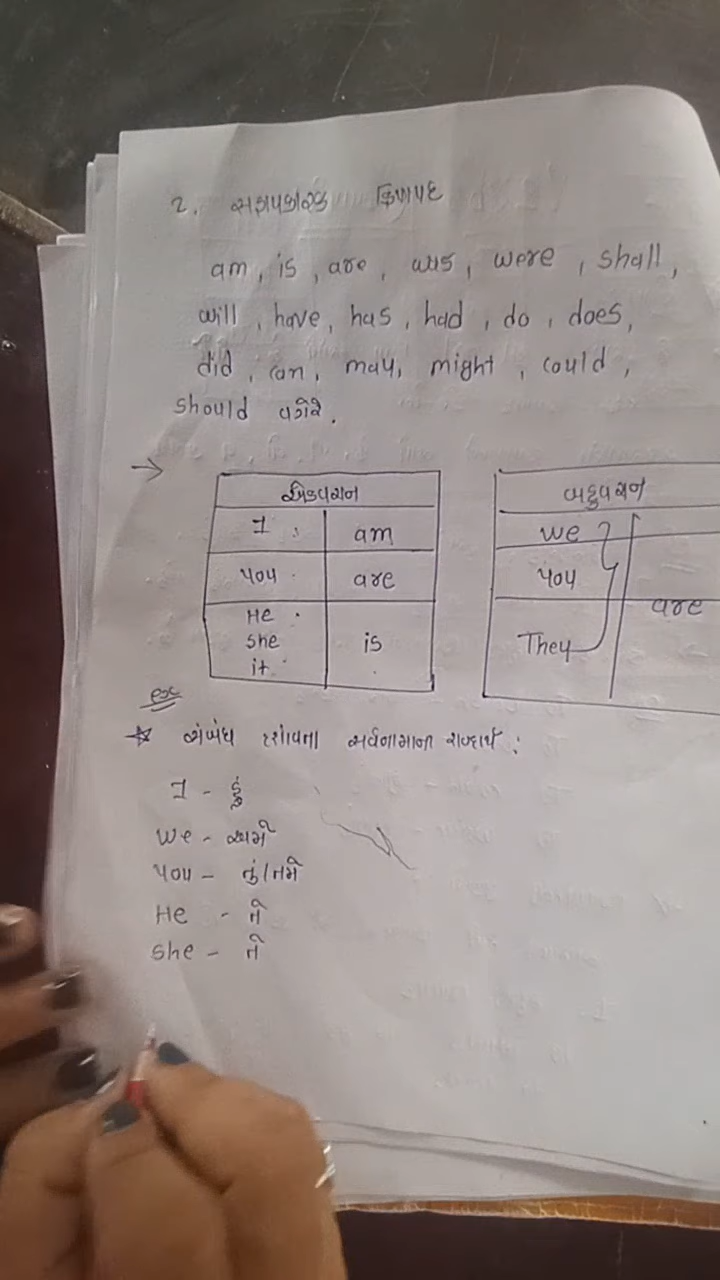 2. સહાયકારક ક્રિયાપદ
am, is, are, was, were, shall,
will, have, has, had, do, does,
did, can, may, might, could,
should વગેરે.
→
એકવચન
I am
you are
He
she is
it
બહુવચન
we
you are
They
ex
☆ સંબંધ દર્શાવતા સર્વનામોના શબ્દાર્થ :
I - હું
we - અમે
you - તું/તમે
He - તે
she - તે